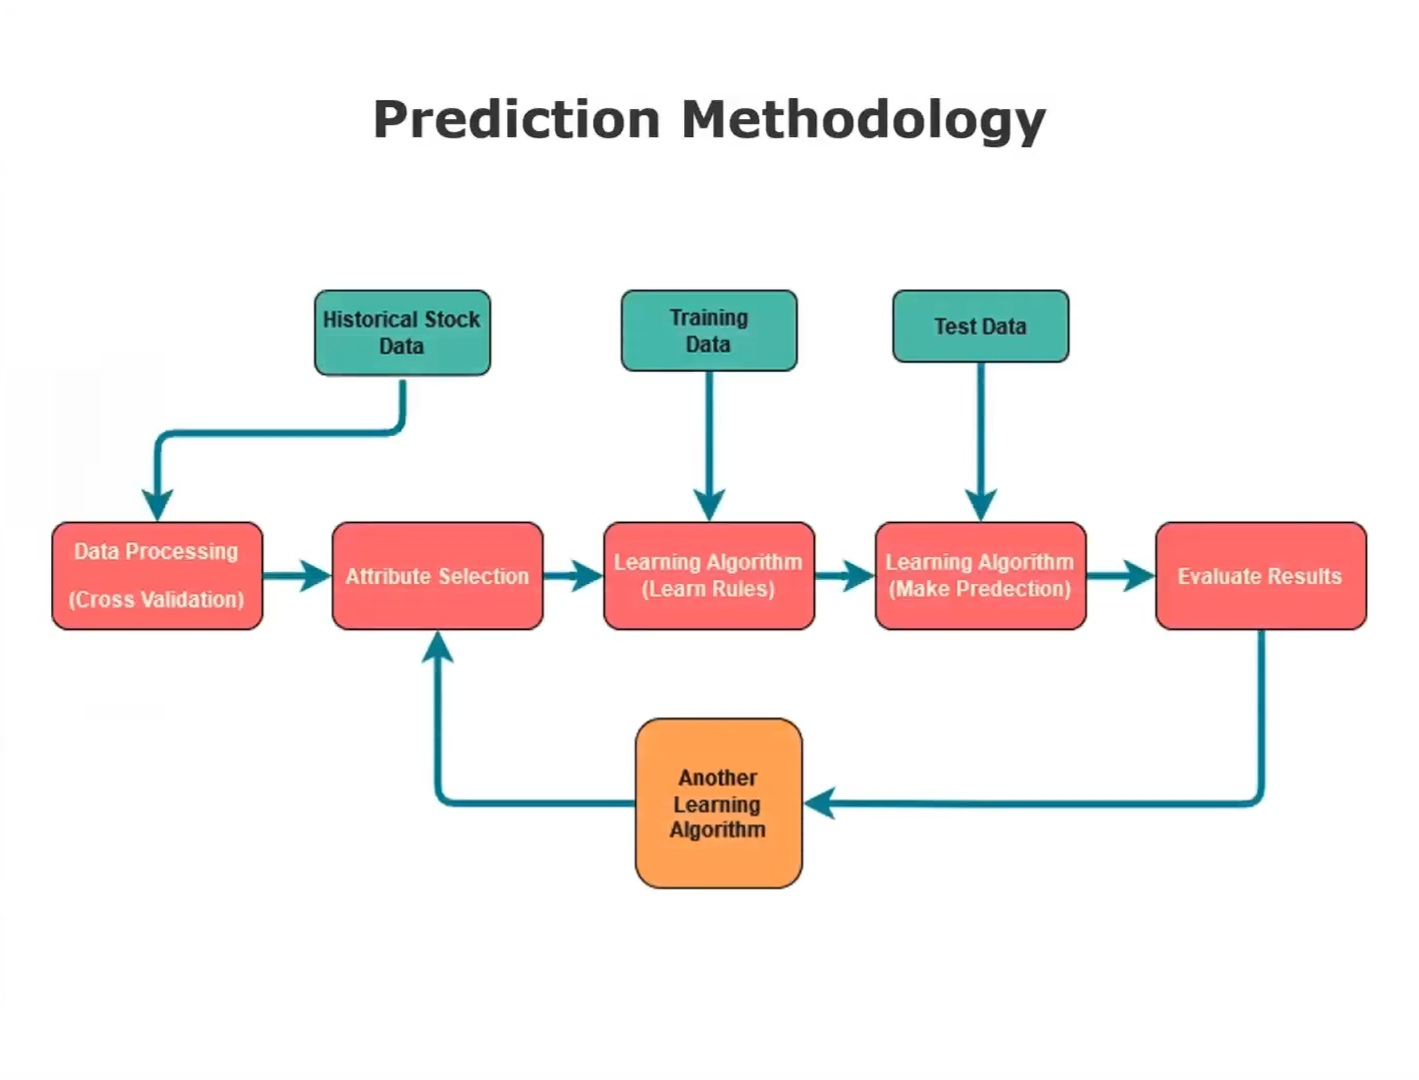 Prediction Methodology
Historical Stock
Data
Training
Data
Test Data
Data Processing
(Cross Validation)
Attribute Selection
Learning Algorithm
(Learn Rules)
Learning Algorithm
(Make Predection)
Evaluate Results
Another
Learning
Algorithm